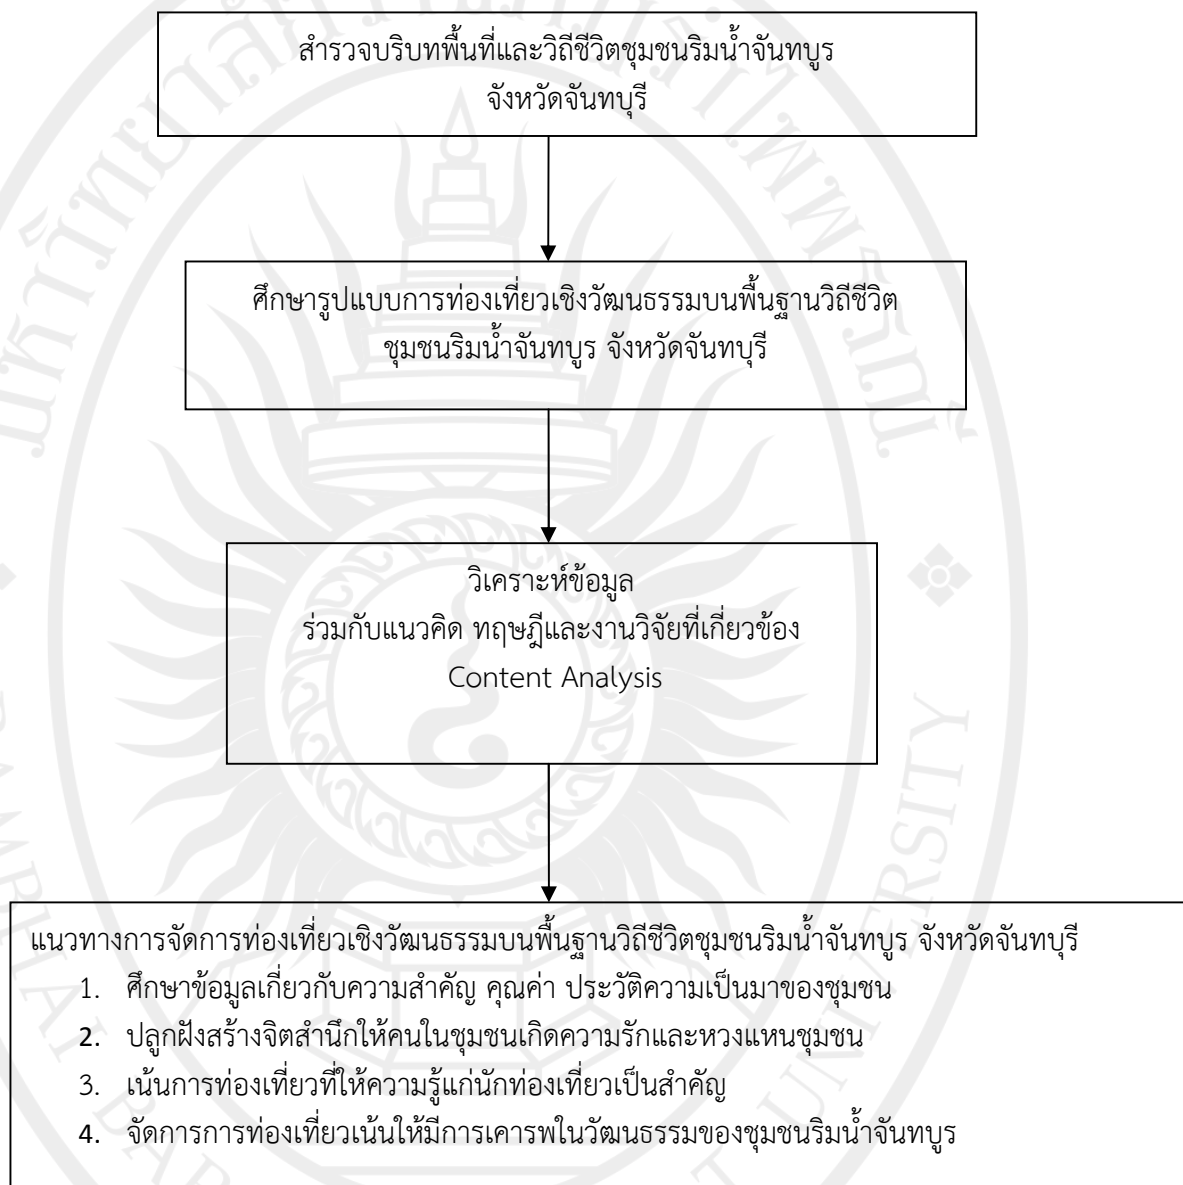 สำรวจบริบทพื้นที่และวิถีชีวิตชุมชนริมน้ำจันทบูร
จังหวัดจันทบุรี
ศึกษารูปแบบการท่องเที่ยวเชิงวัฒนธรรมบนพื้นฐานวิถีชีวิต
ชุมชนริมน้ำจันทบูร จังหวัดจันทบุรี
วิเคราะห์ข้อมูล
ร่วมกับแนวคิด ทฤษฎีและงานวิจัยที่เกี่ยวข้อง
Content Analysis
แนวทางการจัดการท่องเที่ยวเชิงวัฒนธรรมบนพื้นฐานวิถีชีวิตชุมชนริมน้ำจันทบูร จังหวัดจันทบุรี
1. ศึกษาข้อมูลเกี่ยวกับความสำคัญ คุณค่า ประวัติความเป็นมาของชุมชน
2. ปลูกฝังสร้างจิตสำนึกให้คนในชุมชนเกิดความรักและหวงแหนชุมชน
3. เน้นการท่องเที่ยวที่ให้ความรู้แก่นักท่องเที่ยวเป็นสำคัญ
4. จัดการการท่องเที่ยวเน้นให้มีการเคารพในวัฒนธรรมของชุมชนริมน้ำจันทบูร